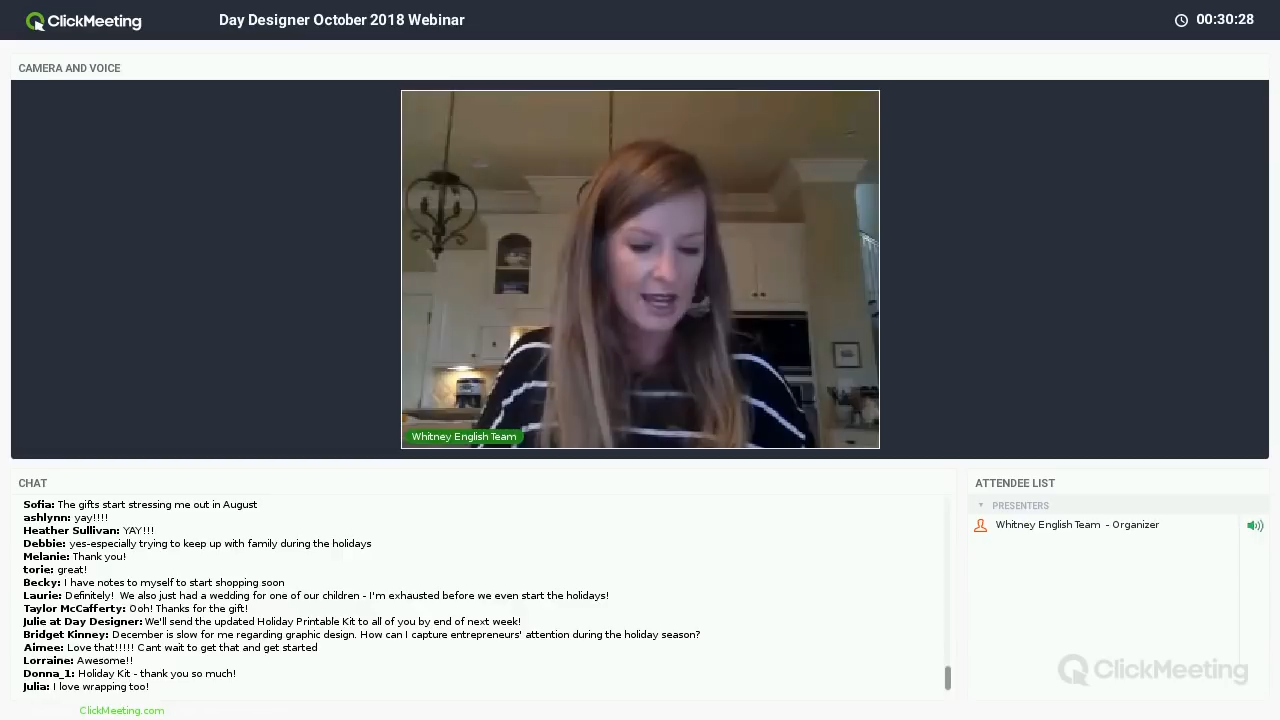 ClickMeeting
Day Designer October 2018 Webinar
00:30:28
CAMERA AND VOICE
Whitney English Team
CHAT
Sofia: The gifts start stressing me out in August
ashlynn: yay!!!!
Heather Sullivan: YAY!!!
Debbie: yes-especially trying to keep up with family during the holidays
Melanie: Thank you!
torie: great!
Becky: I have notes to myself to start shopping soon
Laurie: Definitely!  We also just had a wedding for one of our children - I'm exhausted before we even start the holidays!
Taylor McCafferty: Ooh! Thanks for the gift!
Julie at Day Designer: We'll send the updated Holiday Printable Kit to all of you by end of next week!
Bridget Kinney: December is slow for me regarding graphic design. How can I capture entrepreneurs' attention during the holiday season?
Aimee: Love that!!!!! Cant wait to get that and get started
Lorraine: Awesome!!
Donna_1: Holiday Kit - thank you so much!
Julia: I love wrapping too!
ATTENDEE LIST
PRESENTERS
Whitney English Team - Organizer
ClickMeeting
ClickMeeting.com